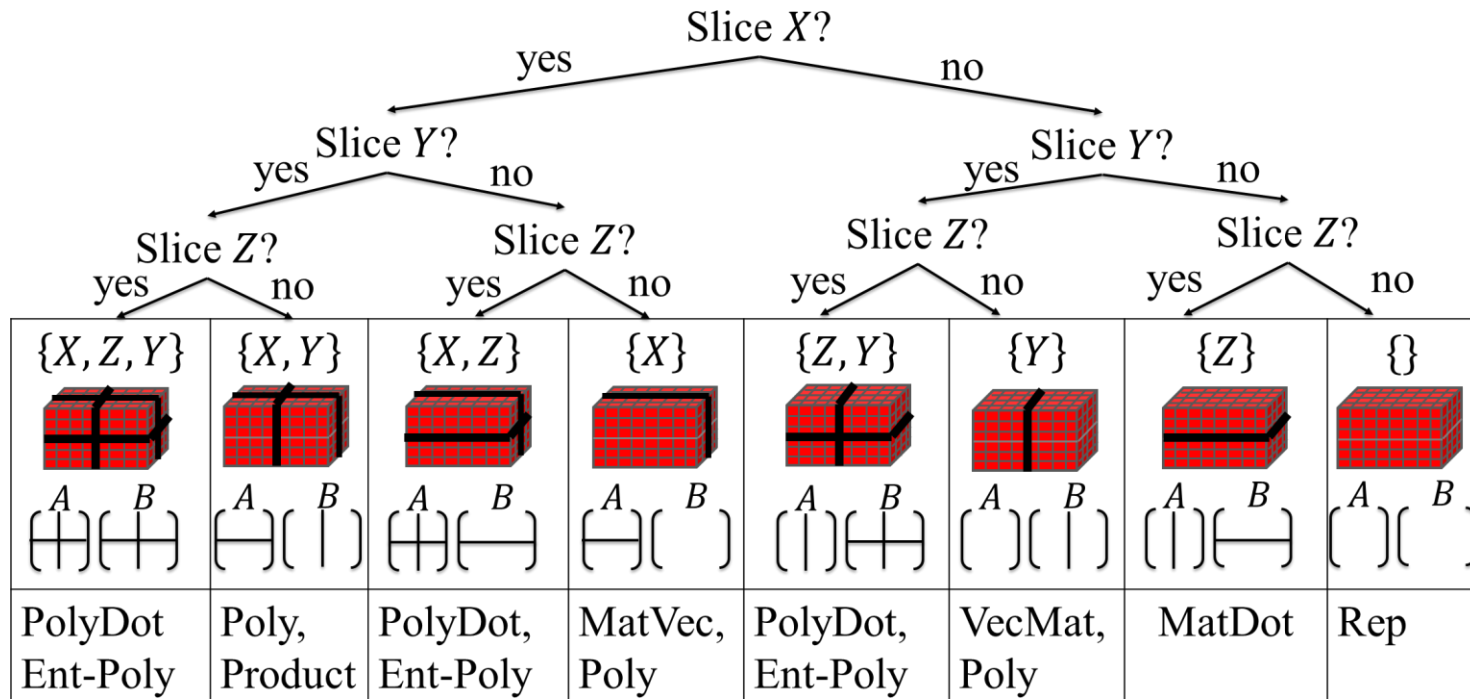 Slice X?
yes no
Slice Y? Slice Y?
yes no yes no
Slice Z? Slice Z? Slice Z? Slice Z?
yes no yes no yes no yes no
{X, Z, Y} {X, Y} {X, Z} {X} {Z, Y} {Y} {Z} {}
A B A B A B A B A B A B A B A B
PolyDot Poly, PolyDot, MatVec, PolyDot, VecMat, MatDot Rep
Ent-Poly Product Ent-Poly Poly Ent-Poly Poly